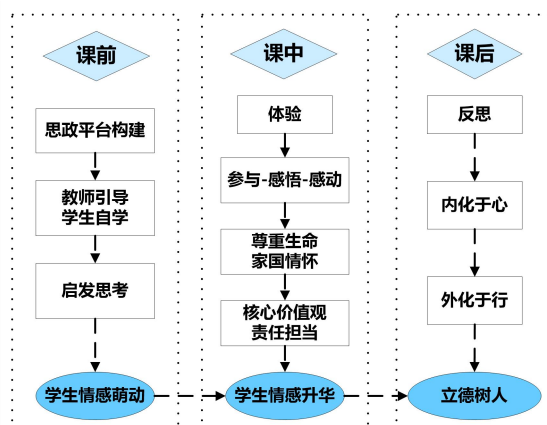 课前
思政平台构建
教师引导
学生自学
启发思考
学生情感萌动
课中
体验
参与-感悟-感动
尊重生命
家国情怀
核心价值观
责任担当
学生情感升华
课后
反思
内化于心
外化于行
立德树人